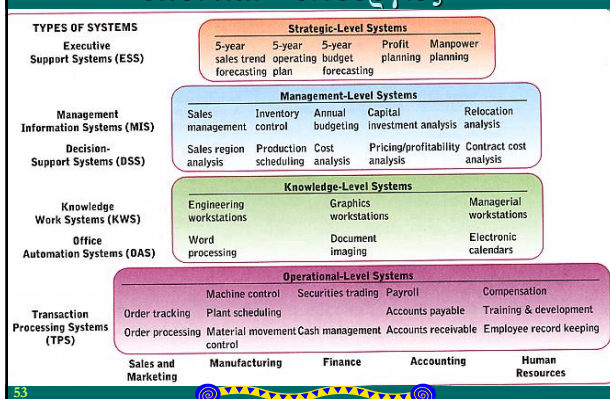 TYPES OF SYSTEMS
Strategic-Level Systems
Executive
Support Systems (ESS)
5-year 5-year 5-year Profit Manpower
sales trend operating budget planning planning
forecasting plan forecasting
Management-Level Systems
Management
Information Systems (MIS)
Sales Inventory Annual Capital Relocation
management control budgeting investment analysis analysis
Decision-
Support Systems (DSS)
Sales region Production Cost Pricing/profitability Contract cost
analysis scheduling analysis analysis analysis
Knowledge-Level Systems
Knowledge
Work Systems (KWS)
Engineering Graphics Managerial
workstations workstations workstations
Office
Automation Systems (OAS)
Word Document Electronic
processing imaging calendars
Operational-Level Systems
Machine control Securities trading Payroll Compensation
Transaction
Processing Systems
(TPS)
Order tracking Plant scheduling Accounts payable Training & development
Order processing Material movement Cash management Accounts receivable Employee record keeping
control
Sales and Manufacturing Finance Accounting Human
Marketing Resources
53